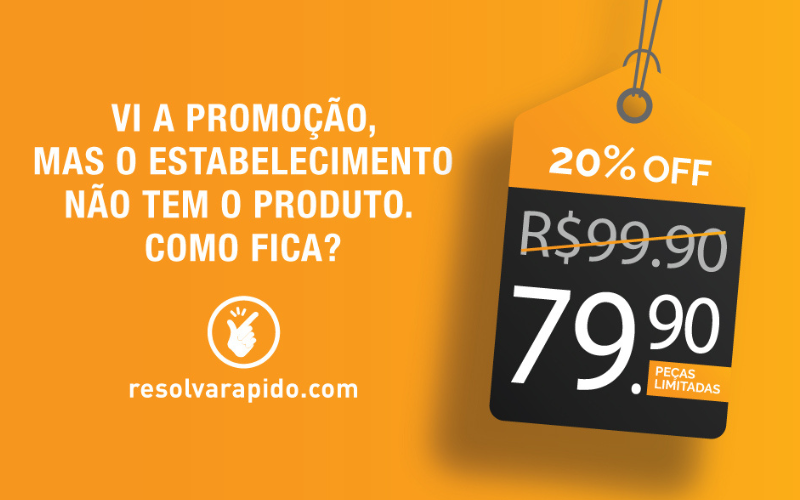 VI A PROMOÇÃO,
MAS O ESTABELECIMENTO
NÃO TEM O PRODUTO.
COMO FICA?
resolvarapido.com
20% OFF
R$99.90
79.90
PEÇAS
LIMITADAS